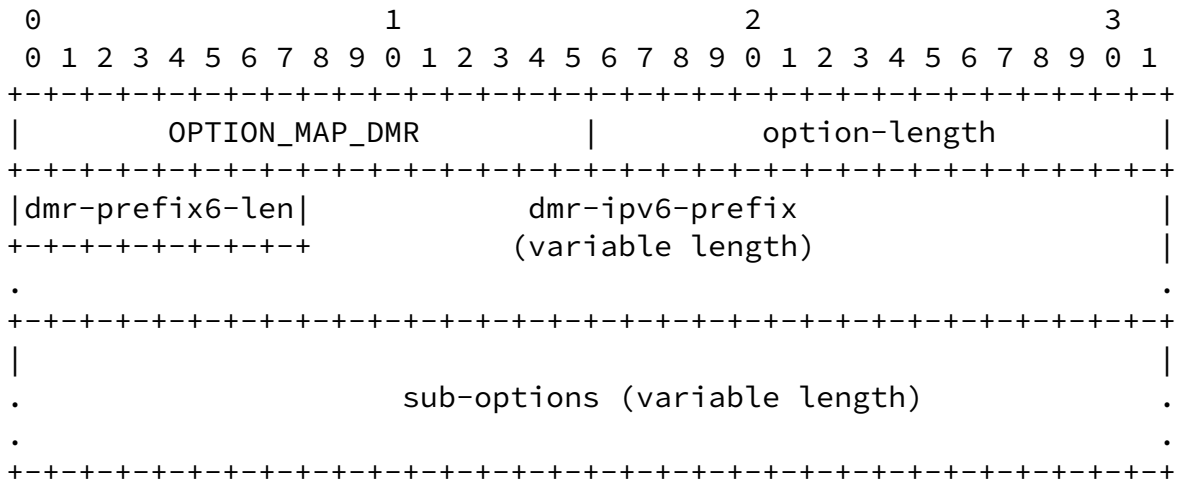 0                   1                   2                   3
 0 1 2 3 4 5 6 7 8 9 0 1 2 3 4 5 6 7 8 9 0 1 2 3 4 5 6 7 8 9 0 1
+-+-+-+-+-+-+-+-+-+-+-+-+-+-+-+-+-+-+-+-+-+-+-+-+-+-+-+-+-+-+-+-+
|        OPTION_MAP_DMR         |         option-length         |
+-+-+-+-+-+-+-+-+-+-+-+-+-+-+-+-+-+-+-+-+-+-+-+-+-+-+-+-+-+-+-+-+
|dmr-prefix6-len|            dmr-ipv6-prefix                    |
+-+-+-+-+-+-+-+-+           (variable length)                   |
.                                                               .
+-+-+-+-+-+-+-+-+-+-+-+-+-+-+-+-+-+-+-+-+-+-+-+-+-+-+-+-+-+-+-+-+
|                                                               |
.                     sub-options (variable length)             .
.                                                               .
+-+-+-+-+-+-+-+-+-+-+-+-+-+-+-+-+-+-+-+-+-+-+-+-+-+-+-+-+-+-+-+-+